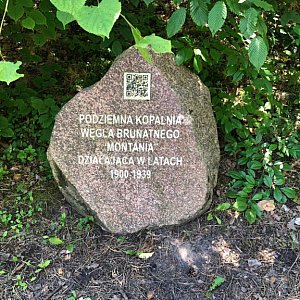 PODZIEMNA KOPALNIA
WĘGLA BRUNATNEGO
"MONTANIA"
DZIAŁAJĄCA W LATACH
1900-1939